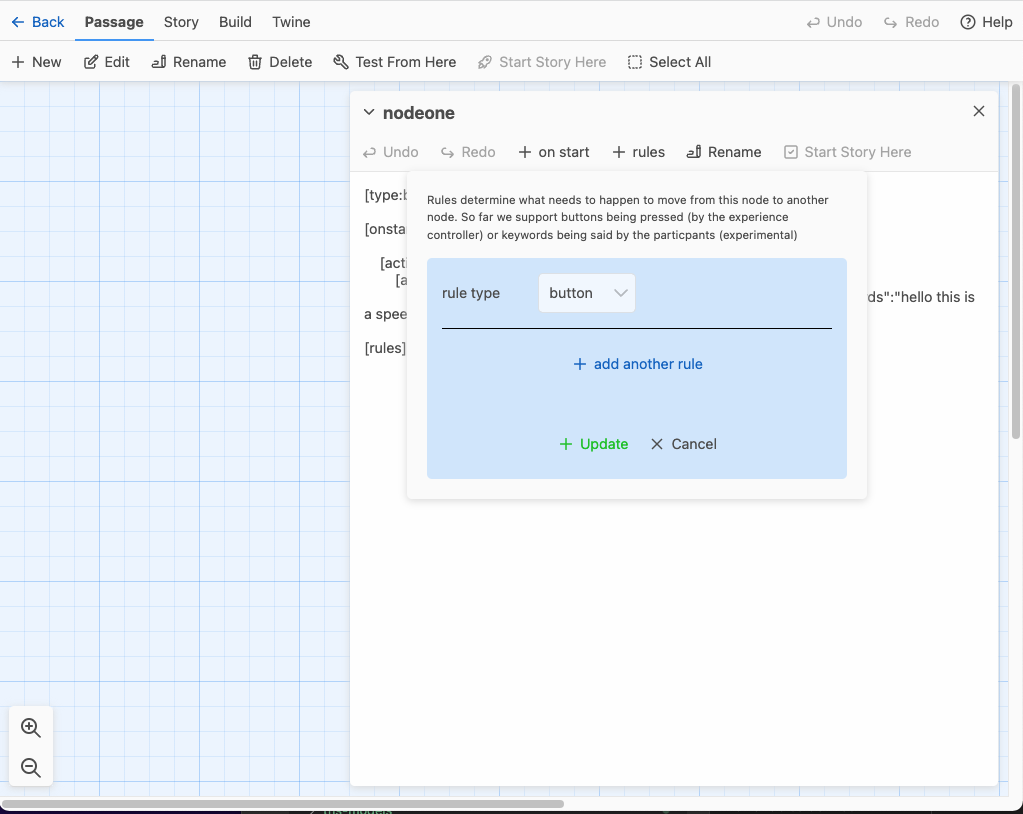 Back Passage Story Build Twine Undo Redo Help
New Edit Rename Delete Test From Here Start Story Here Select All
nodeone
Undo Redo on start rules Rename Start Story Here
[type:
Rules determine what needs to happen to move from this node to another
node. So far we support buttons being pressed (by the experience
controller) or keywords being said by the particpants (experimental)
[onsta
[acti
[a
rds":"hello this is
a spee
[rules]
rule type button
add another rule
Update Cancel